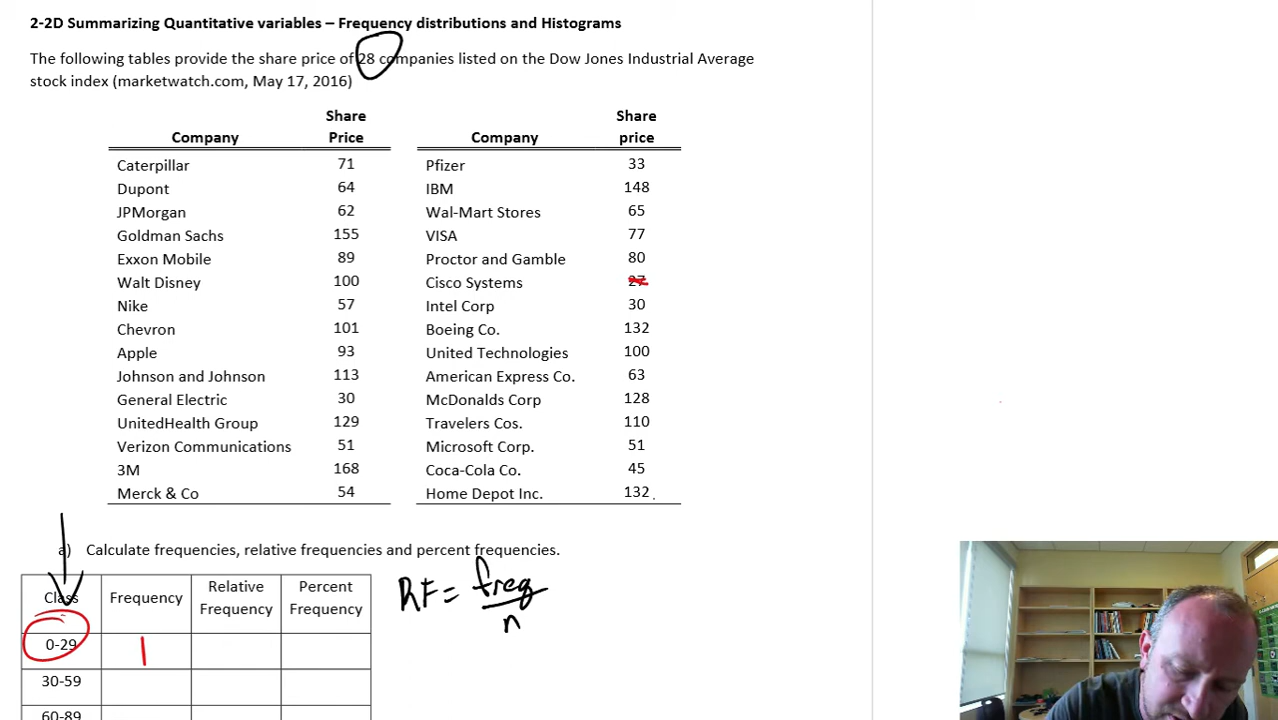 2-2D Summarizing Quantitative variables – Frequency distributions and Histograms
The following tables provide the share price of 28 companies listed on the Dow Jones Industrial Average
stock index (marketwatch.com, May 17, 2016)
Company Share Price Company Share price
Caterpillar 71 Pfizer 33
Dupont 64 IBM 148
JPMorgan 62 Wal-Mart Stores 65
Goldman Sachs 155 VISA 77
Exxon Mobile 89 Proctor and Gamble 80
Walt Disney 100 Cisco Systems 27
Nike 57 Intel Corp 30
Chevron 101 Boeing Co. 132
Apple 93 United Technologies 100
Johnson and Johnson 113 American Express Co. 63
General Electric 30 McDonalds Corp 128
UnitedHealth Group 129 Travelers Cos. 110
Verizon Communications 51 Microsoft Corp. 51
3M 168 Coca-Cola Co. 45
Merck & Co 54 Home Depot Inc. 132
a) Calculate frequencies, relative frequencies and percent frequencies.
Class Frequency Relative Frequency Percent Frequency
RF = freq / n
0-29 1
30-59
60-89